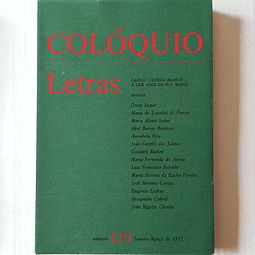 COLÓQUIO
Letras
CAMILO CASTELO BRANCO
A CEM ANOS DA SUA MORTE
ARTIGOS
Óscar Lopes
Maria de Lourdes A. Ferraz
Maria Alzira Seixo
Abel Barros Baptista
Annabela Rita
João Camilo dos Santos
Gustavo Rubim
Maria Fernanda de Abreu
Luís Francisco Rebello
Maria Helena da Rocha Pereira
José Martins Garcia
Eugénio Lisboa
Alexandre Cabral
João Bigotte Chorão
número 119 Janeiro-Março de 1991